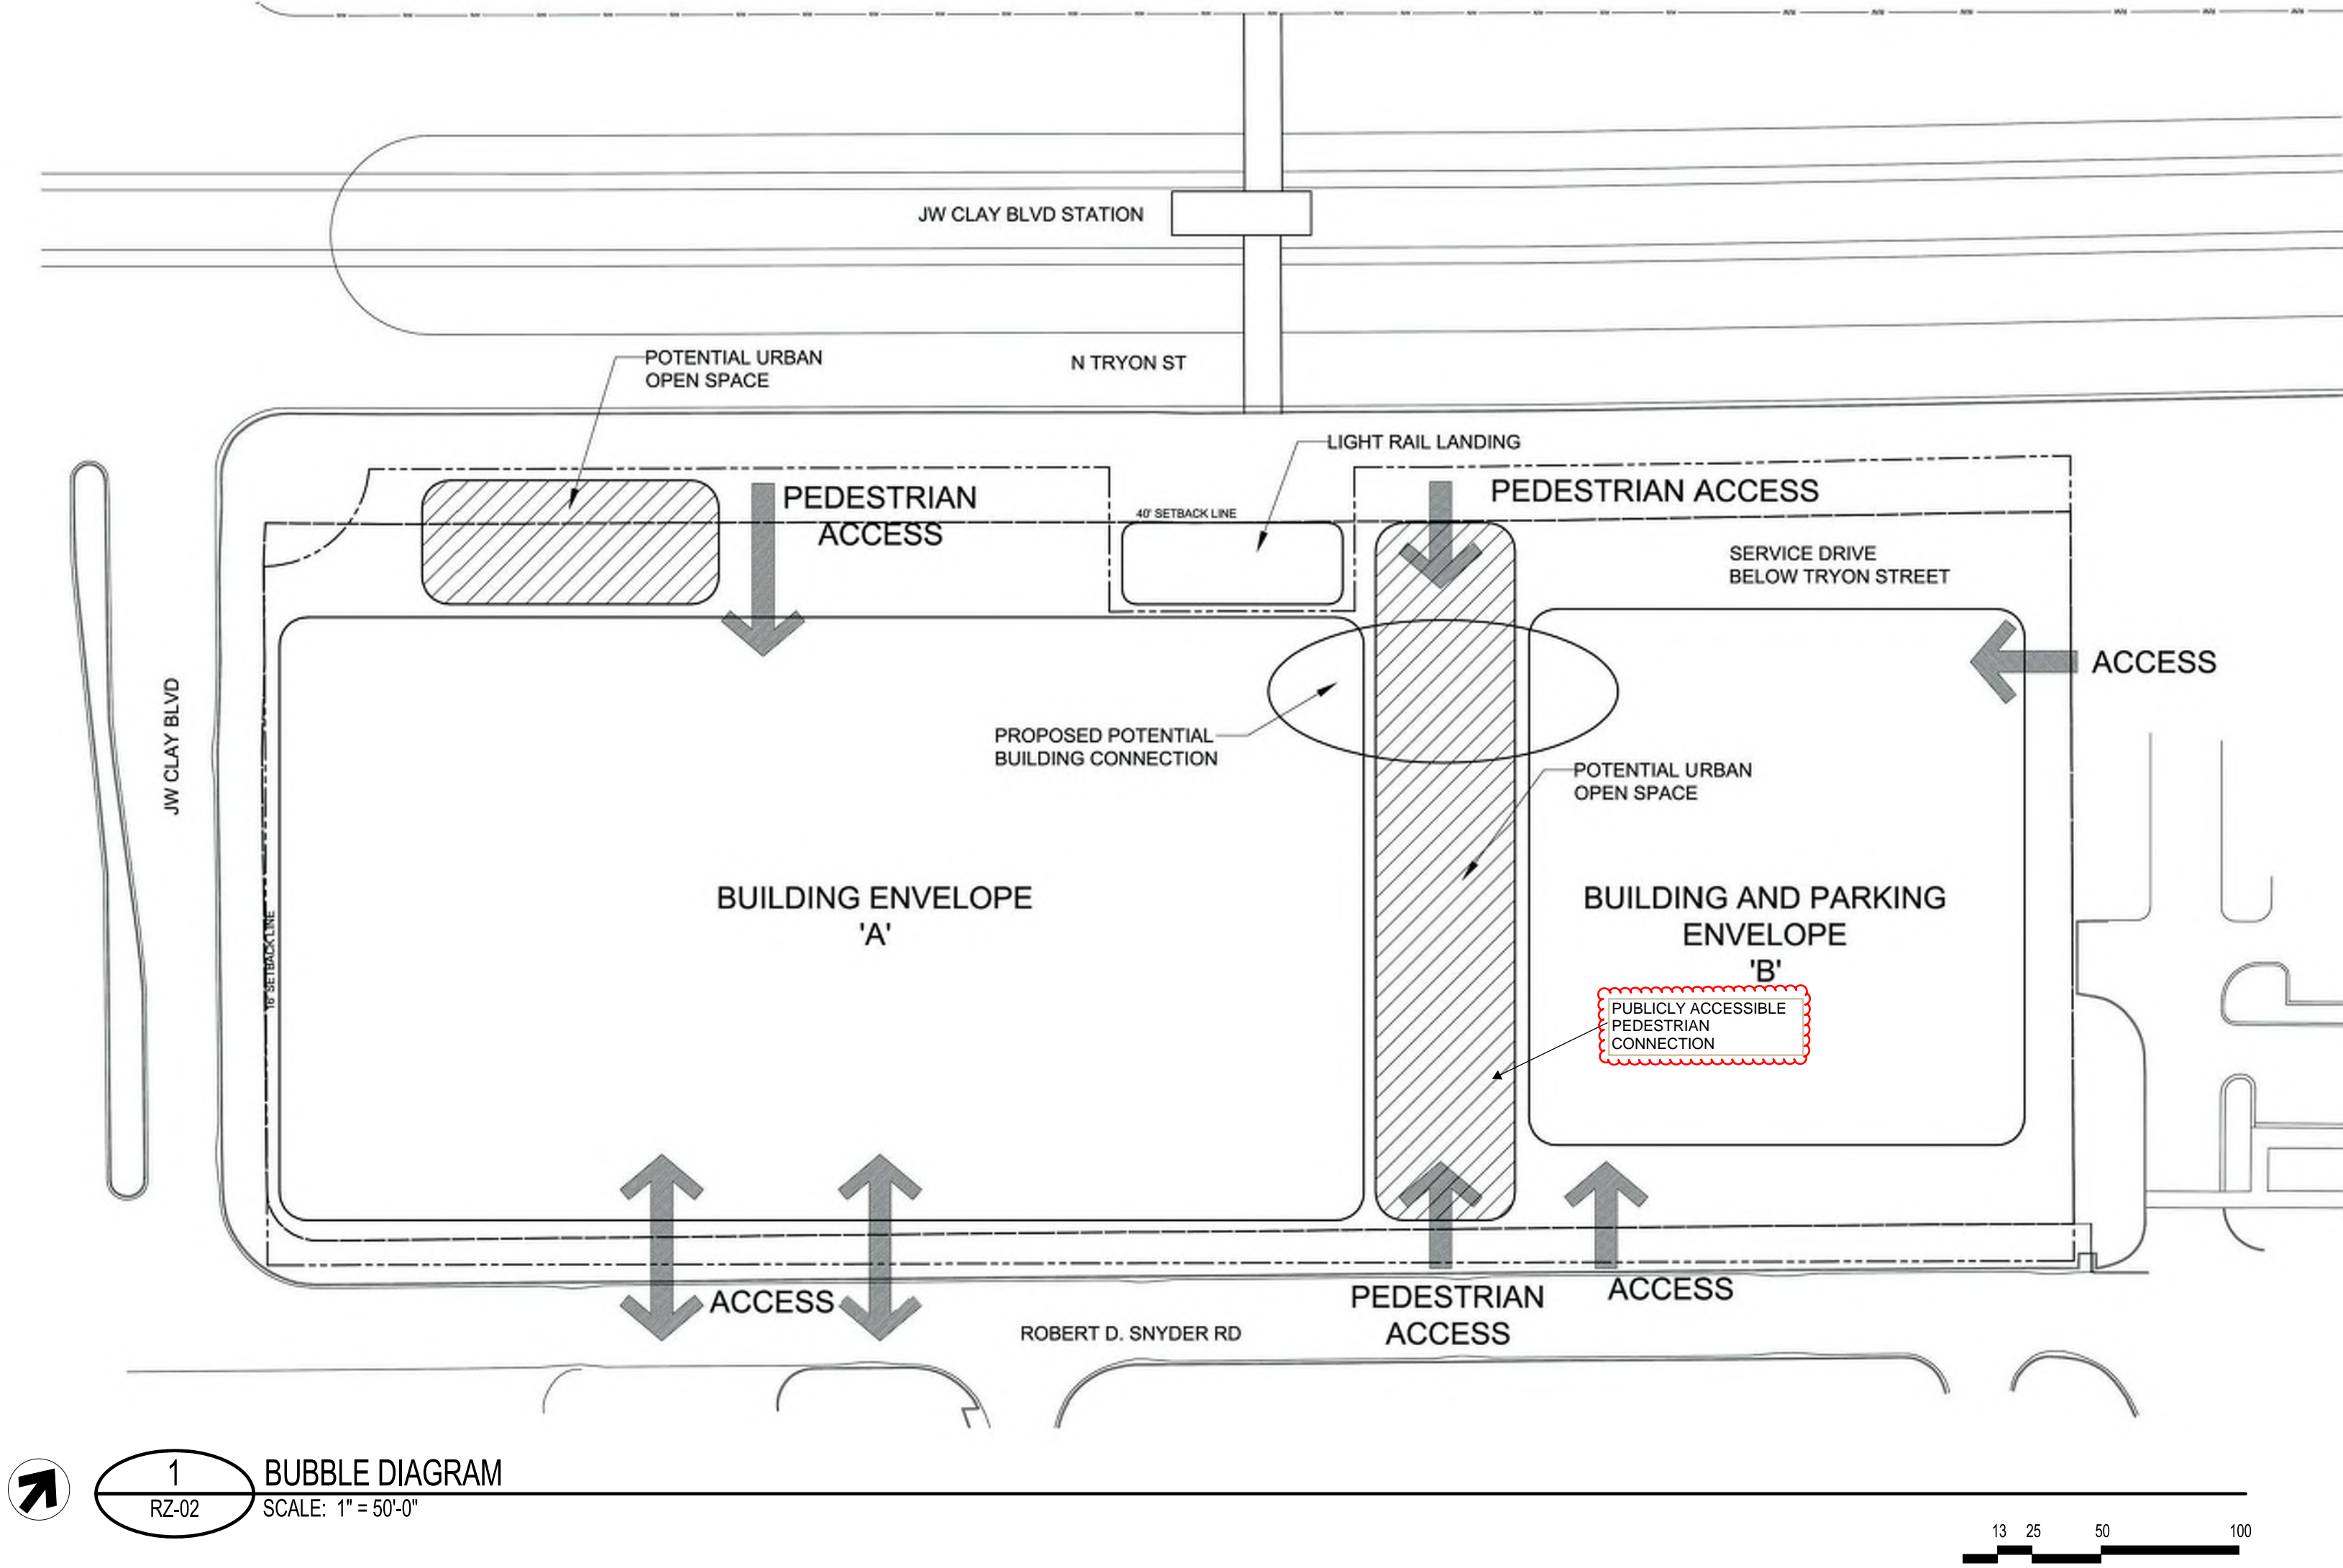 JW CLAY BLVD STATION
POTENTIAL URBAN
OPEN SPACE
N TRYON ST
LIGHT RAIL LANDING
PEDESTRIAN
ACCESS
40' SETBACK LINE
PEDESTRIAN ACCESS
SERVICE DRIVE
BELOW TRYON STREET
ACCESS
JW CLAY BLVD
PROPOSED POTENTIAL
BUILDING CONNECTION
POTENTIAL URBAN
OPEN SPACE
BUILDING ENVELOPE
'A'
BUILDING AND PARKING
ENVELOPE
'B'
16' SETBACK LINE
PUBLICLY ACCESSIBLE
PEDESTRIAN
CONNECTION
ACCESS
PEDESTRIAN
ACCESS
ACCESS
ROBERT D. SNYDER RD
1
RZ-02
BUBBLE DIAGRAM
SCALE: 1" = 50'-0"
13 25 50 100